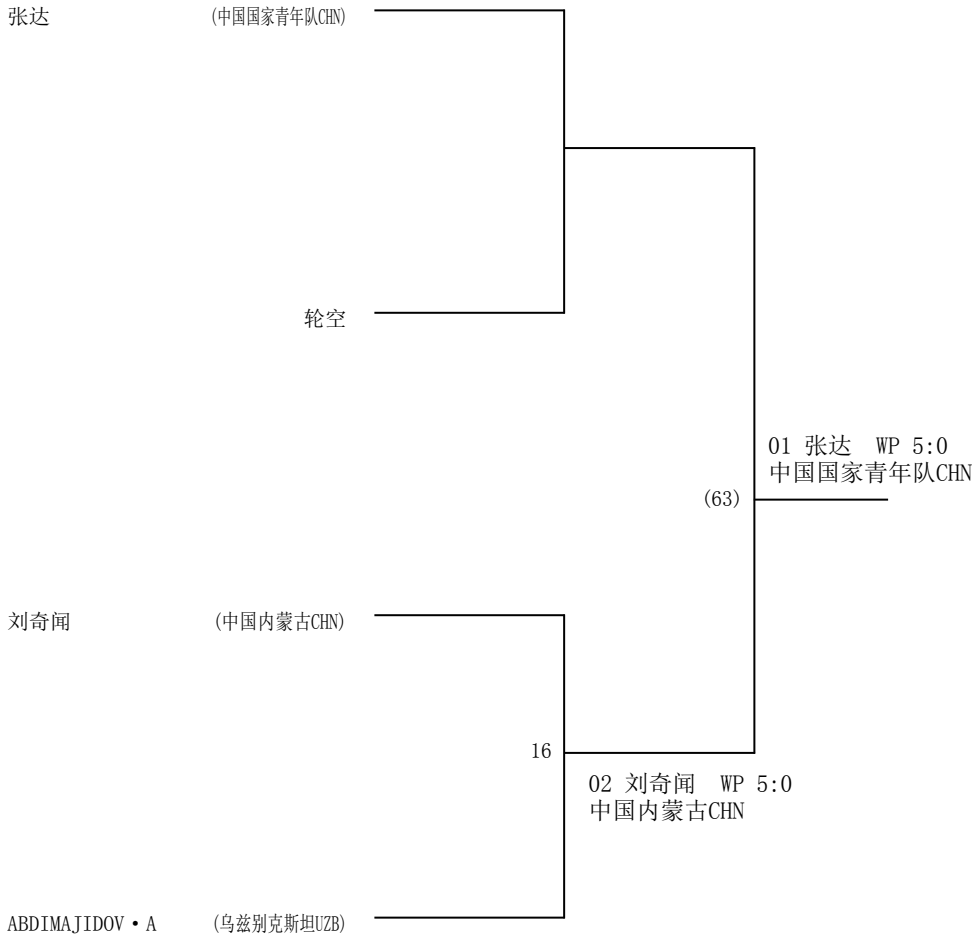 张达 (中国国家青年队CHN)
轮空
01 张达 WP 5:0
中国国家青年队CHN
(63)
刘奇闻 (中国内蒙古CHN)
16
02 刘奇闻 WP 5:0
中国内蒙古CHN
ABDIMAJIDOV·A (乌兹别克斯坦UZB)